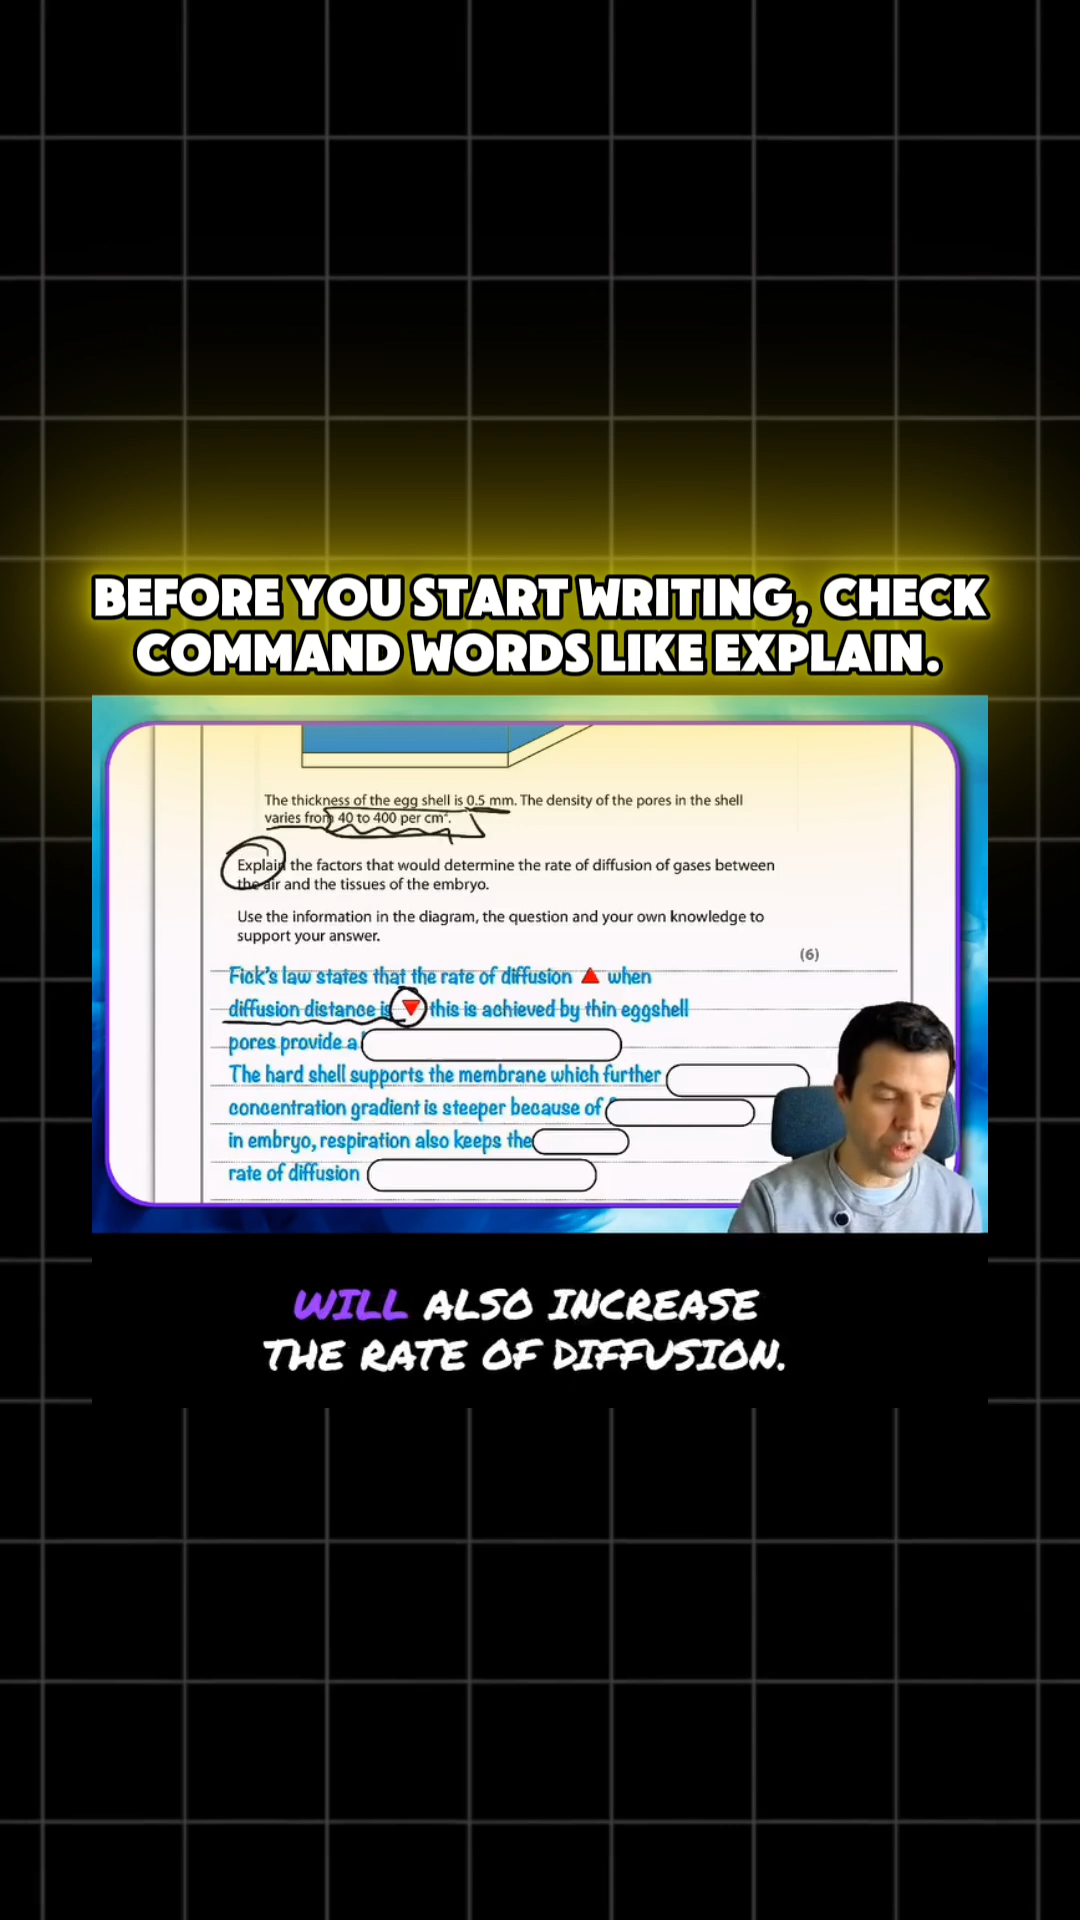 BEFORE YOU START WRITING, CHECK
COMMAND WORDS LIKE EXPLAIN.
The thickness of the egg shell is 0.5 mm. The density of the pores in the shell
varies from 40 to 400 per cm².
Explain the factors that would determine the rate of diffusion of gases between
the air and the tissues of the embryo.
Use the information in the diagram, the question and your own knowledge to
support your answer.
(6)
Fick's law states that the rate of diffusion 🔺 when
diffusion distance is 🔻 this is achieved by thin eggshell
pores provide a
The hard shell supports the membrane which further
concentration gradient is steeper because of
in embryo, respiration also keeps the
rate of diffusion
WILL ALSO INCREASE
THE RATE OF DIFFUSION.